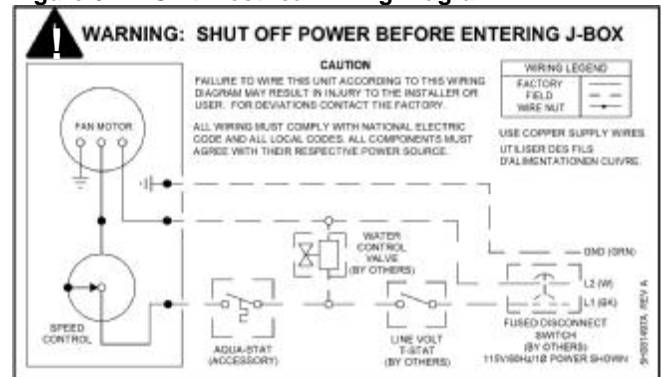 WARNING: SHUT OFF POWER BEFORE ENTERING J-BOX
CAUTION
FAILURE TO WIRE THIS UNIT ACCORDING TO THIS WIRING
DIAGRAM MAY RESULT IN INJURY TO THE INSTALLER OR
USER. FOR DEVIATIONS CONTACT THE FACTORY.
ALL WIRING MUST COMPLY WITH NATIONAL ELECTRIC
CODE AND ALL LOCAL CODES. ALL COMPONENTS MUST
AGREE WITH THEIR RESPECTIVE POWER SOURCE.
WIRING LEGEND
FACTORY
FIELD
WIRE NUT
USE COPPER SUPPLY WIRES
UTILISER DES FILS
D'ALIMENTATIONEN CUIVRE.
FAN MOTOR
WATER
CONTROL
VALVE
(BY OTHERS)
GND (GRN)
L2 (W)
L1 (BK)
SPEED
CONTROL
AQUA-STAT
(ACCESSORY)
LINE VOLT
T-STAT
(BY OTHERS)
FUSED DISCONNECT
SWITCH
(BY OTHERS)
115V/60Hz/1Ø POWER SHOWN
REV A